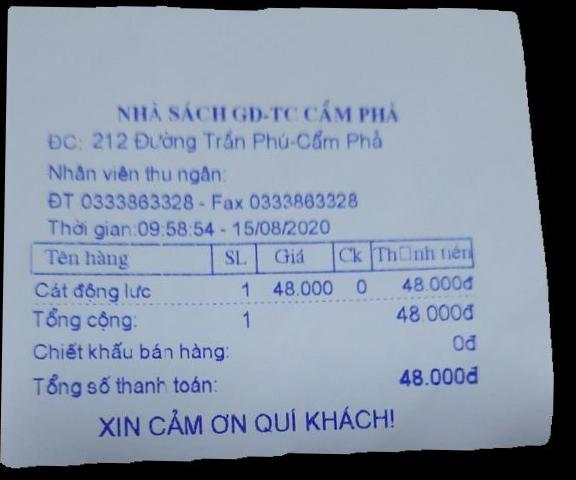 NHÀ SÁCH GD-TC CẨM PHẢ
ĐC: 212 Đường Trần Phú-Cẩm Phả
Nhân viên thu ngân:
ĐT 0333863328 - Fax 0333863328
Thời gian:09:58:54 - 15/08/2020
Tên hàng SL Giá Ck Th□nh tiền
Cát động lực 1 48.000 0 48.000đ
Tổng cộng: 1 48.000đ
Chiết khấu bán hàng: 0đ
Tổng số thanh toán: 48.000đ
XIN CẢM ƠN QUÍ KHÁCH!